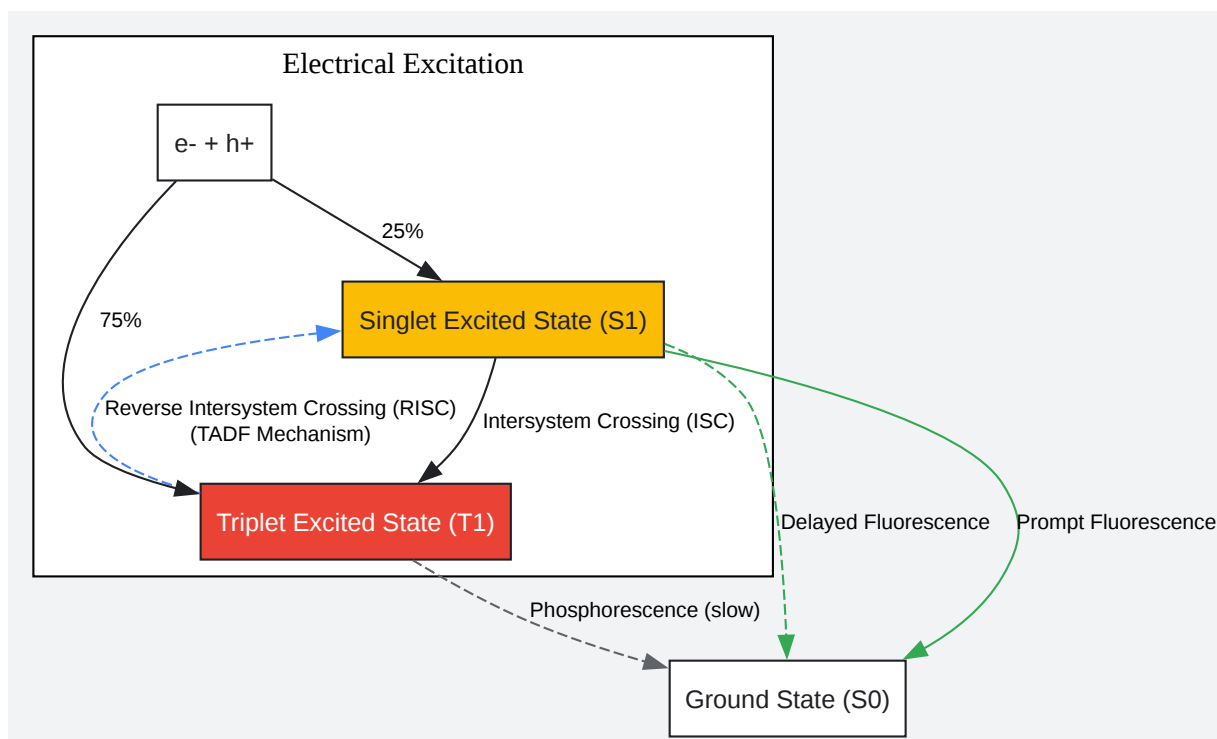 Electrical Excitation
e- + h+
25%
75%
Singlet Excited State (S1)
Reverse Intersystem Crossing (RISC)
(TADF Mechanism)
Intersystem Crossing (ISC)
Triplet Excited State (T1)
Delayed Fluorescence
Prompt Fluorescence
Phosphorescence (slow)
Ground State (S0)